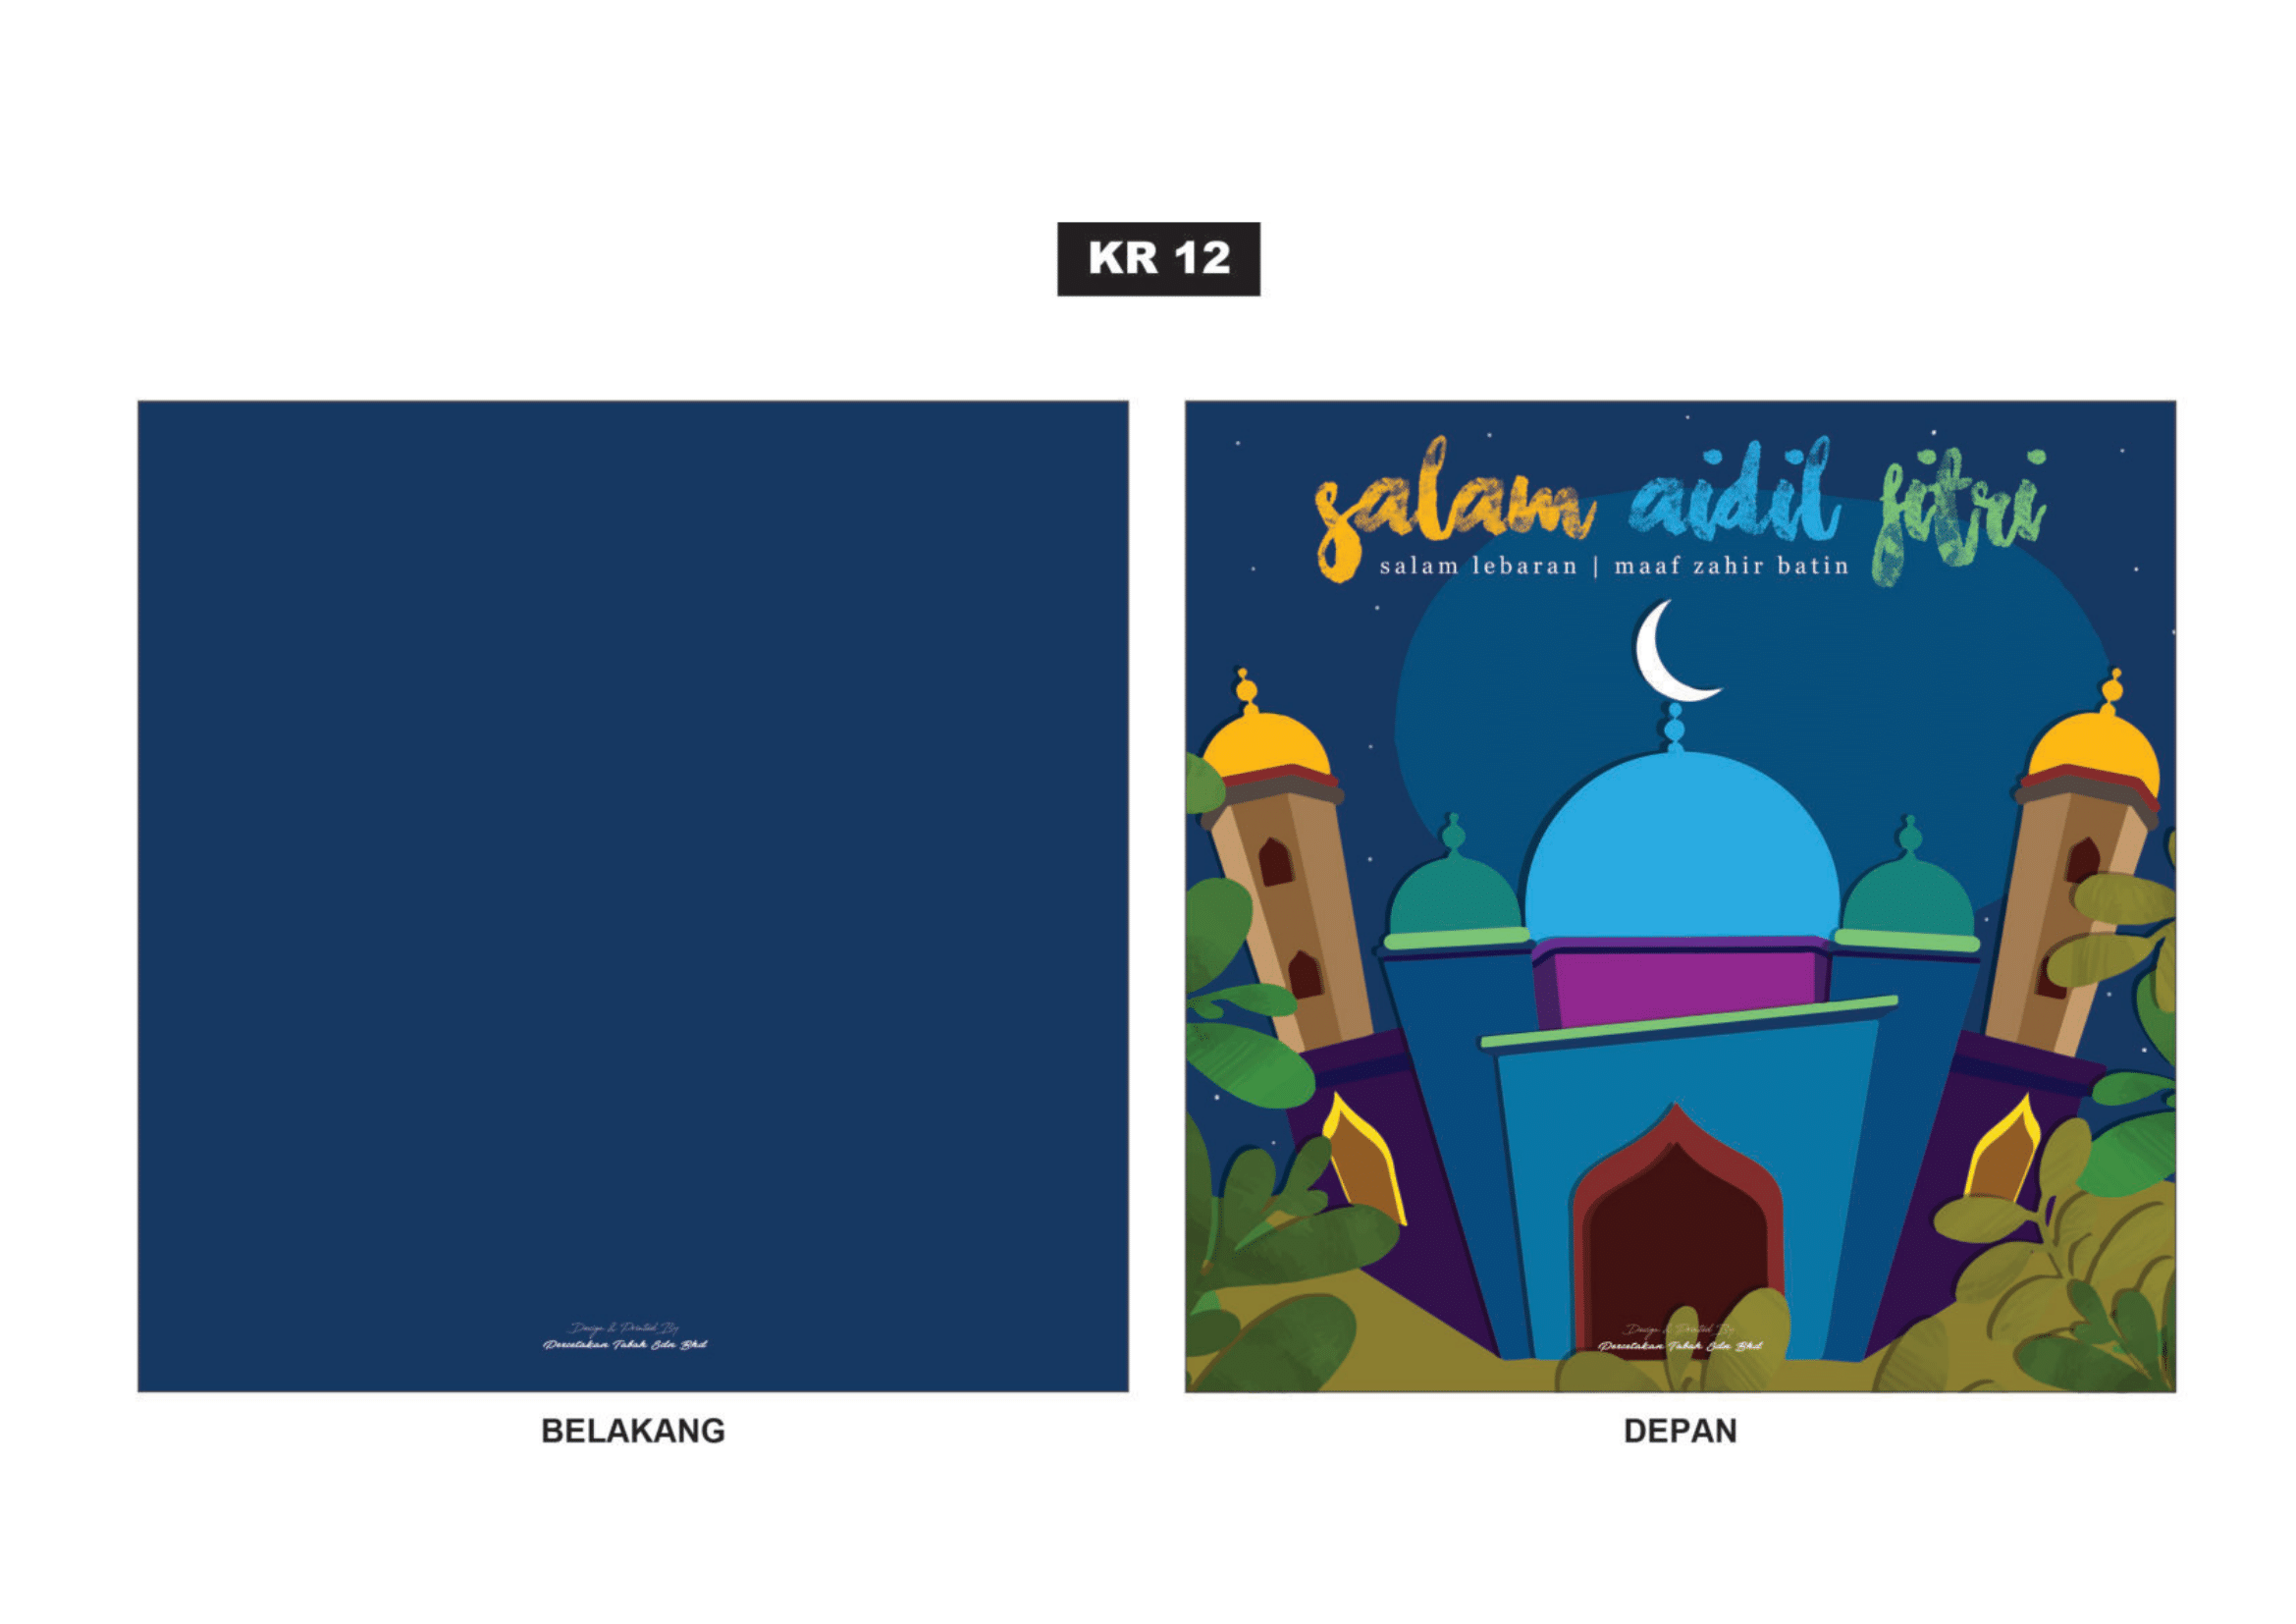 KR 12
salam aidil fitri
salam lebaran | maaf zahir batin
Design & Printed By
Percetakan Tabah Sdn Bhd
Design & Printed By
Percetakan Tabah Sdn Bhd
BELAKANG
DEPAN